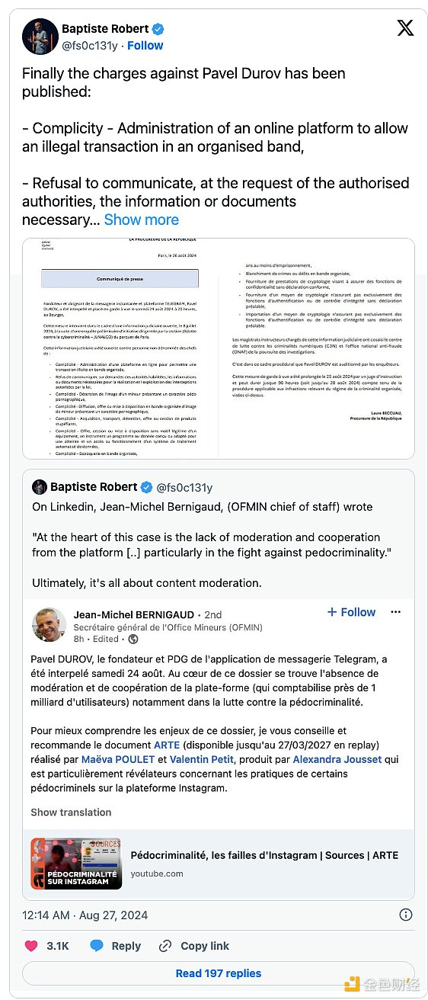 Baptiste Robert
@fs0c131y · Follow
Finally the charges against Pavel Durov has been
published:
- Complicity - Administration of an online platform to allow
an illegal transaction in an organised band,
- Refusal to communicate, at the request of the authorised
authorities, the information or documents
necessary... Show more
LA PROCUREURE DE LA REPUBLIQUE
Paris, le 26 août 2024
Communiqué de presse
Fondateur et dirigeant de la messagerie instantanée et plateforme TELEGRAM, Pavel
DUROV, a été interpellé et placé en garde à vue le samedi 24 août 2024 à 20 heures,
au Bourget.
Cette mesure intervient dans le cadre d'une information judiciaire ouverte, le 8 juillet
2024, à la suite d'une enquête préliminaire d'initiative dirigentée par la section J3 (lutte
contre la cybercriminalité – JUNALCO) du parquet de Paris.
Cette information judiciaire a été ouverte contre personne non dénommée des chefs
de :
- Complicité - Administration d'une plateforme en ligne pour permettre une
transaction illicite en bande organisée,
- Refus de communiquer, sur demandes des autorités habilitées, les informations
ou documents nécessaires pour la réalisation et l'exploitation des interceptions
autorisées par la loi,
- Complicité - Détention de l'image d'un mineur présentant un caractère pédo
pornographique,
- Complicité - Diffusion, offre ou mise à disposition en bande organisée d'image
de mineur présentant un caractère pornographique,
- Complicité - Acquisition, transport, détention, offre ou cession de produits
stupéfiants,
- Complicité - Offre, cession ou mise à disposition sans motif légitime d'un
équipement, un instrument un programme ou donnée conçu ou adapté pour
une atteinte et un accès au fonctionnement d'un système de traitement
automatisé de données,
- Complicité – Escroquerie en bande organisée,
ans au moins d'emprisonnement,
- Blanchiment de crimes ou délits en bande organisée,
- Fourniture de prestations de cryptologie visant à assurer des fonctions de
confidentialité sans déclaration conforme,
- Fourniture d'un moyen de cryptologie n'assurant pas exclusivement des
fonctions d'authentification ou de contrôle d'intégrité sans déclaration
préalable,
- Importation d'un moyen de cryptologie n'assurant pas exclusivement des
fonctions d'authentification ou de contrôle d'intégrité sans déclaration
préalable.
Les magistrats instructeurs chargés de cette information judiciaire ont cosaisi le centre
de lutte contre les criminalités numériques (C3N) et l'office national anti-fraude
(ONAF) de la poursuite des investigations.
C'est dans ce cadre procédural que Pavel DUROV est auditionné par les enquêteurs.
Cette mesure de garde à vue a été prolongée le 25 août 2024 par un juge d'instruction
et peut durer jusque 96 heures (soit jusqu'au 28 août 2024) compte tenu de la
procédure applicable aux infractions relevant du régime de la criminalité organisée,
visées ci-dessus.
Laure BECCUAU,
Procureure de la République
Baptiste Robert @fs0c131y
On Linkedin, Jean-Michel Bernigaud, (OFMIN chief of staff) wrote
"At the heart of this case is the lack of moderation and cooperation
from the platform [..] particularly in the fight against pedocriminality."
Ultimately, it's all about content moderation.
Jean-Michel BERNIGAUD · 2nd
+ Follow ···
Secrétaire général de l'Office Mineurs (OFMIN)
8h · Edited ·
Pavel DUROV, le fondateur et PDG de l'application de messagerie Telegram, a
été interpelé samedi 24 août. Au cœur de ce dossier se trouve l'absence de
modération et de coopération de la plate-forme (qui comptabilise près de 1
milliard d'utilisateurs) notamment dans la lutte contre la pédocriminalité.
Pour mieux comprendre les enjeux de ce dossier, je vous conseille et
recommande le document ARTE (disponible jusqu'au 27/03/2027 en replay)
réalisé par Maëva POULET et Valentin Petit, produit par Alexandra Jousset qui
est particulièrement révélateurs concernant les pratiques de certains
pédocriminels sur la plateforme Instagram.
Show translation
arte
SOURCES
PÉDOCRIMINALITÉ
SUR INSTAGRAM
Pédocriminalité, les failles d'Instagram | Sources | ARTE
youtube.com
12:14 AM · Aug 27, 2024
3.1K Reply Copy link
Read 197 replies
金色财经